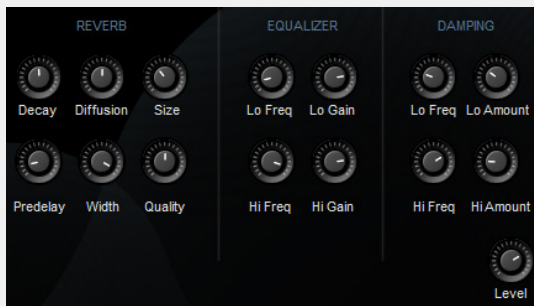 REVERB EQUALIZER DAMPING
Decay Diffusion Size Lo Freq Lo Gain Lo Freq Lo Amount
Predelay Width Quality Hi Freq Hi Gain Hi Freq Hi Amount
Level